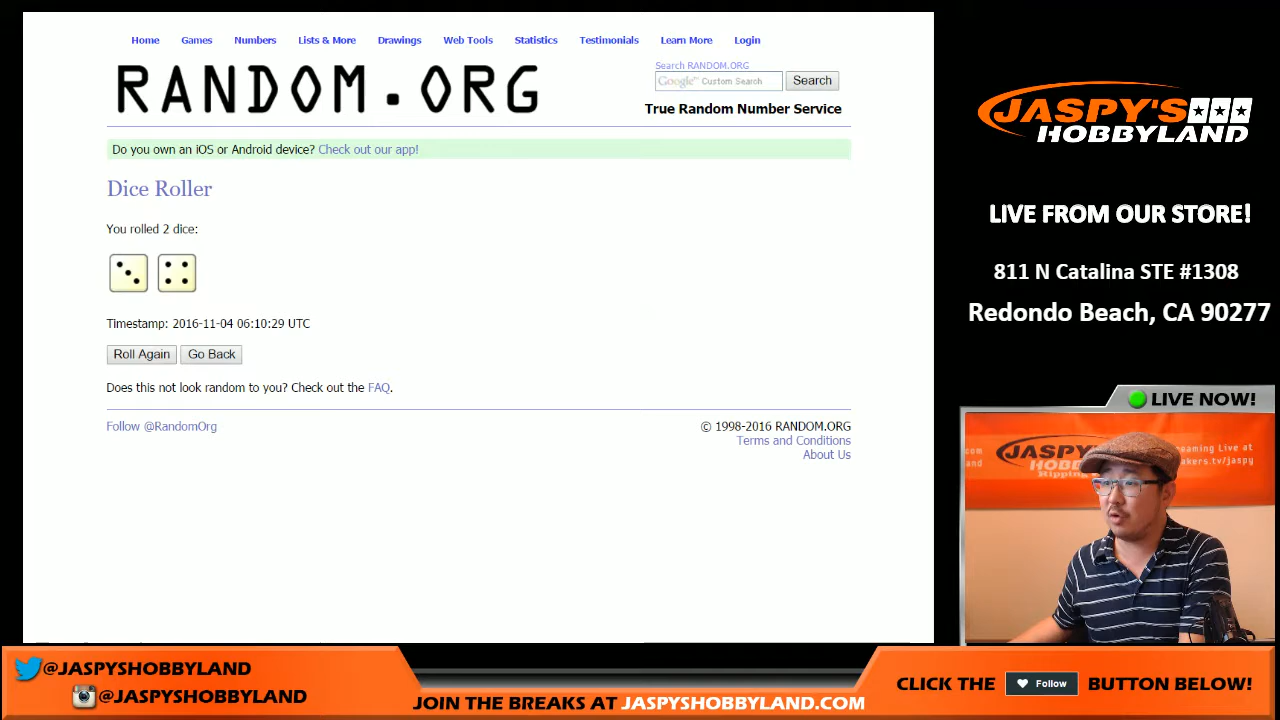 Home Games Numbers Lists & More Drawings Web Tools Statistics Testimonials Learn More Login
RANDOM.ORG
Search RANDOM.ORG
Google™ Custom Search Search
True Random Number Service
Do you own an iOS or Android device? Check out our app!
Dice Roller
You rolled 2 dice:
Timestamp: 2016-11-04 06:10:29 UTC
Roll Again Go Back
Does this not look random to you? Check out the FAQ.
Follow @RandomOrg
© 1998-2016 RANDOM.ORG
Terms and Conditions
About Us
JASPY'S
HOBBYLAND
LIVE FROM OUR STORE!
811 N Catalina STE #1308
Redondo Beach, CA 90277
LIVE NOW!
@JASPYSHOBBYLAND
@JASPYSHOBBYLAND
JOIN THE BREAKS AT JASPYSHOBBYLAND.COM
CLICK THE Follow BUTTON BELOW!